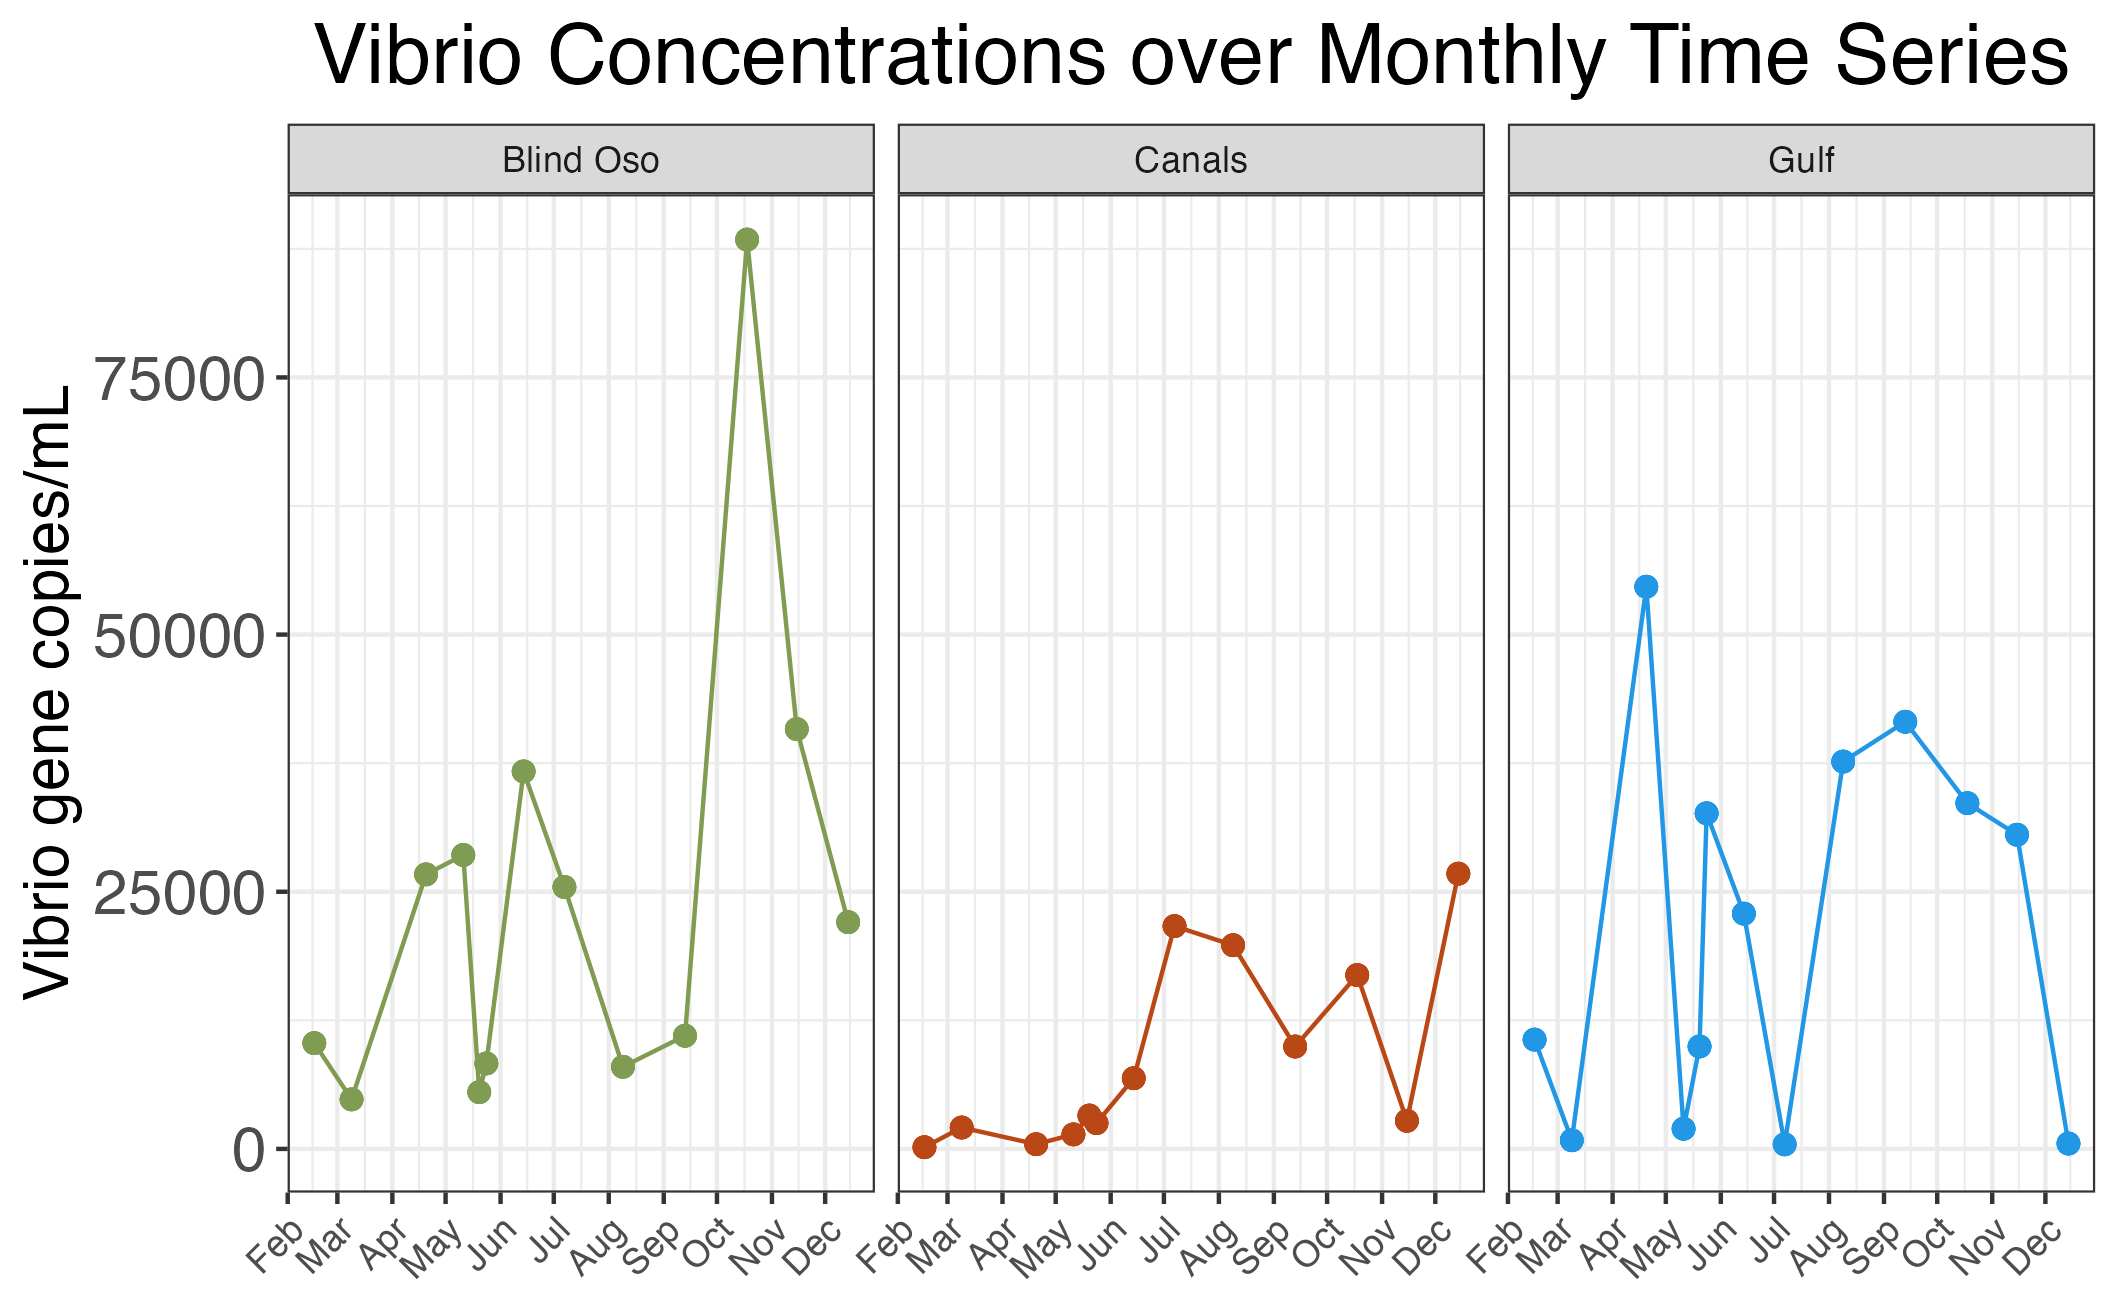 Vibrio Concentrations over Monthly Time Series
Blind Oso
Canals
Gulf
Vibrio gene copies/mL
75000
50000
25000
0
Feb Mar Apr May Jun Jul Aug Sep Oct Nov Dec
Feb Mar Apr May Jun Jul Aug Sep Oct Nov Dec
Feb Mar Apr May Jun Jul Aug Sep Oct Nov Dec